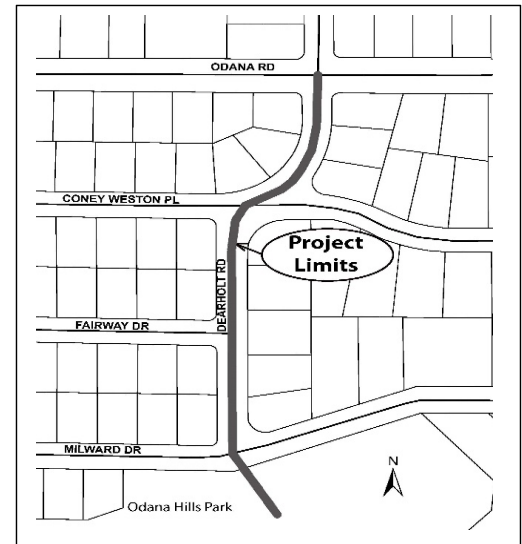 ODANA RD
CONEY WESTON PL
Project
Limits
DEARHOLT RD
FAIRWAY DR
MILWARD DR
N
Odana Hills Park